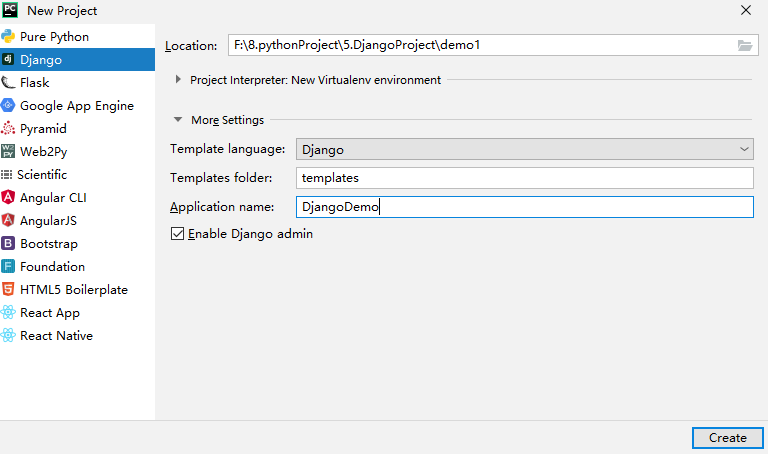 New Project
Pure Python
Django
Flask
Google App Engine
Pyramid
Web2Py
Scientific
Angular CLI
AngularJS
Bootstrap
Foundation
HTML5 Boilerplate
React App
React Native
Location: F:\8.pythonProject\5.DjangoProject\demo1
Project Interpreter: New Virtualenv environment
More Settings
Template language: Django
Templates folder: templates
Application name: DjangoDemo
Enable Django admin
Create